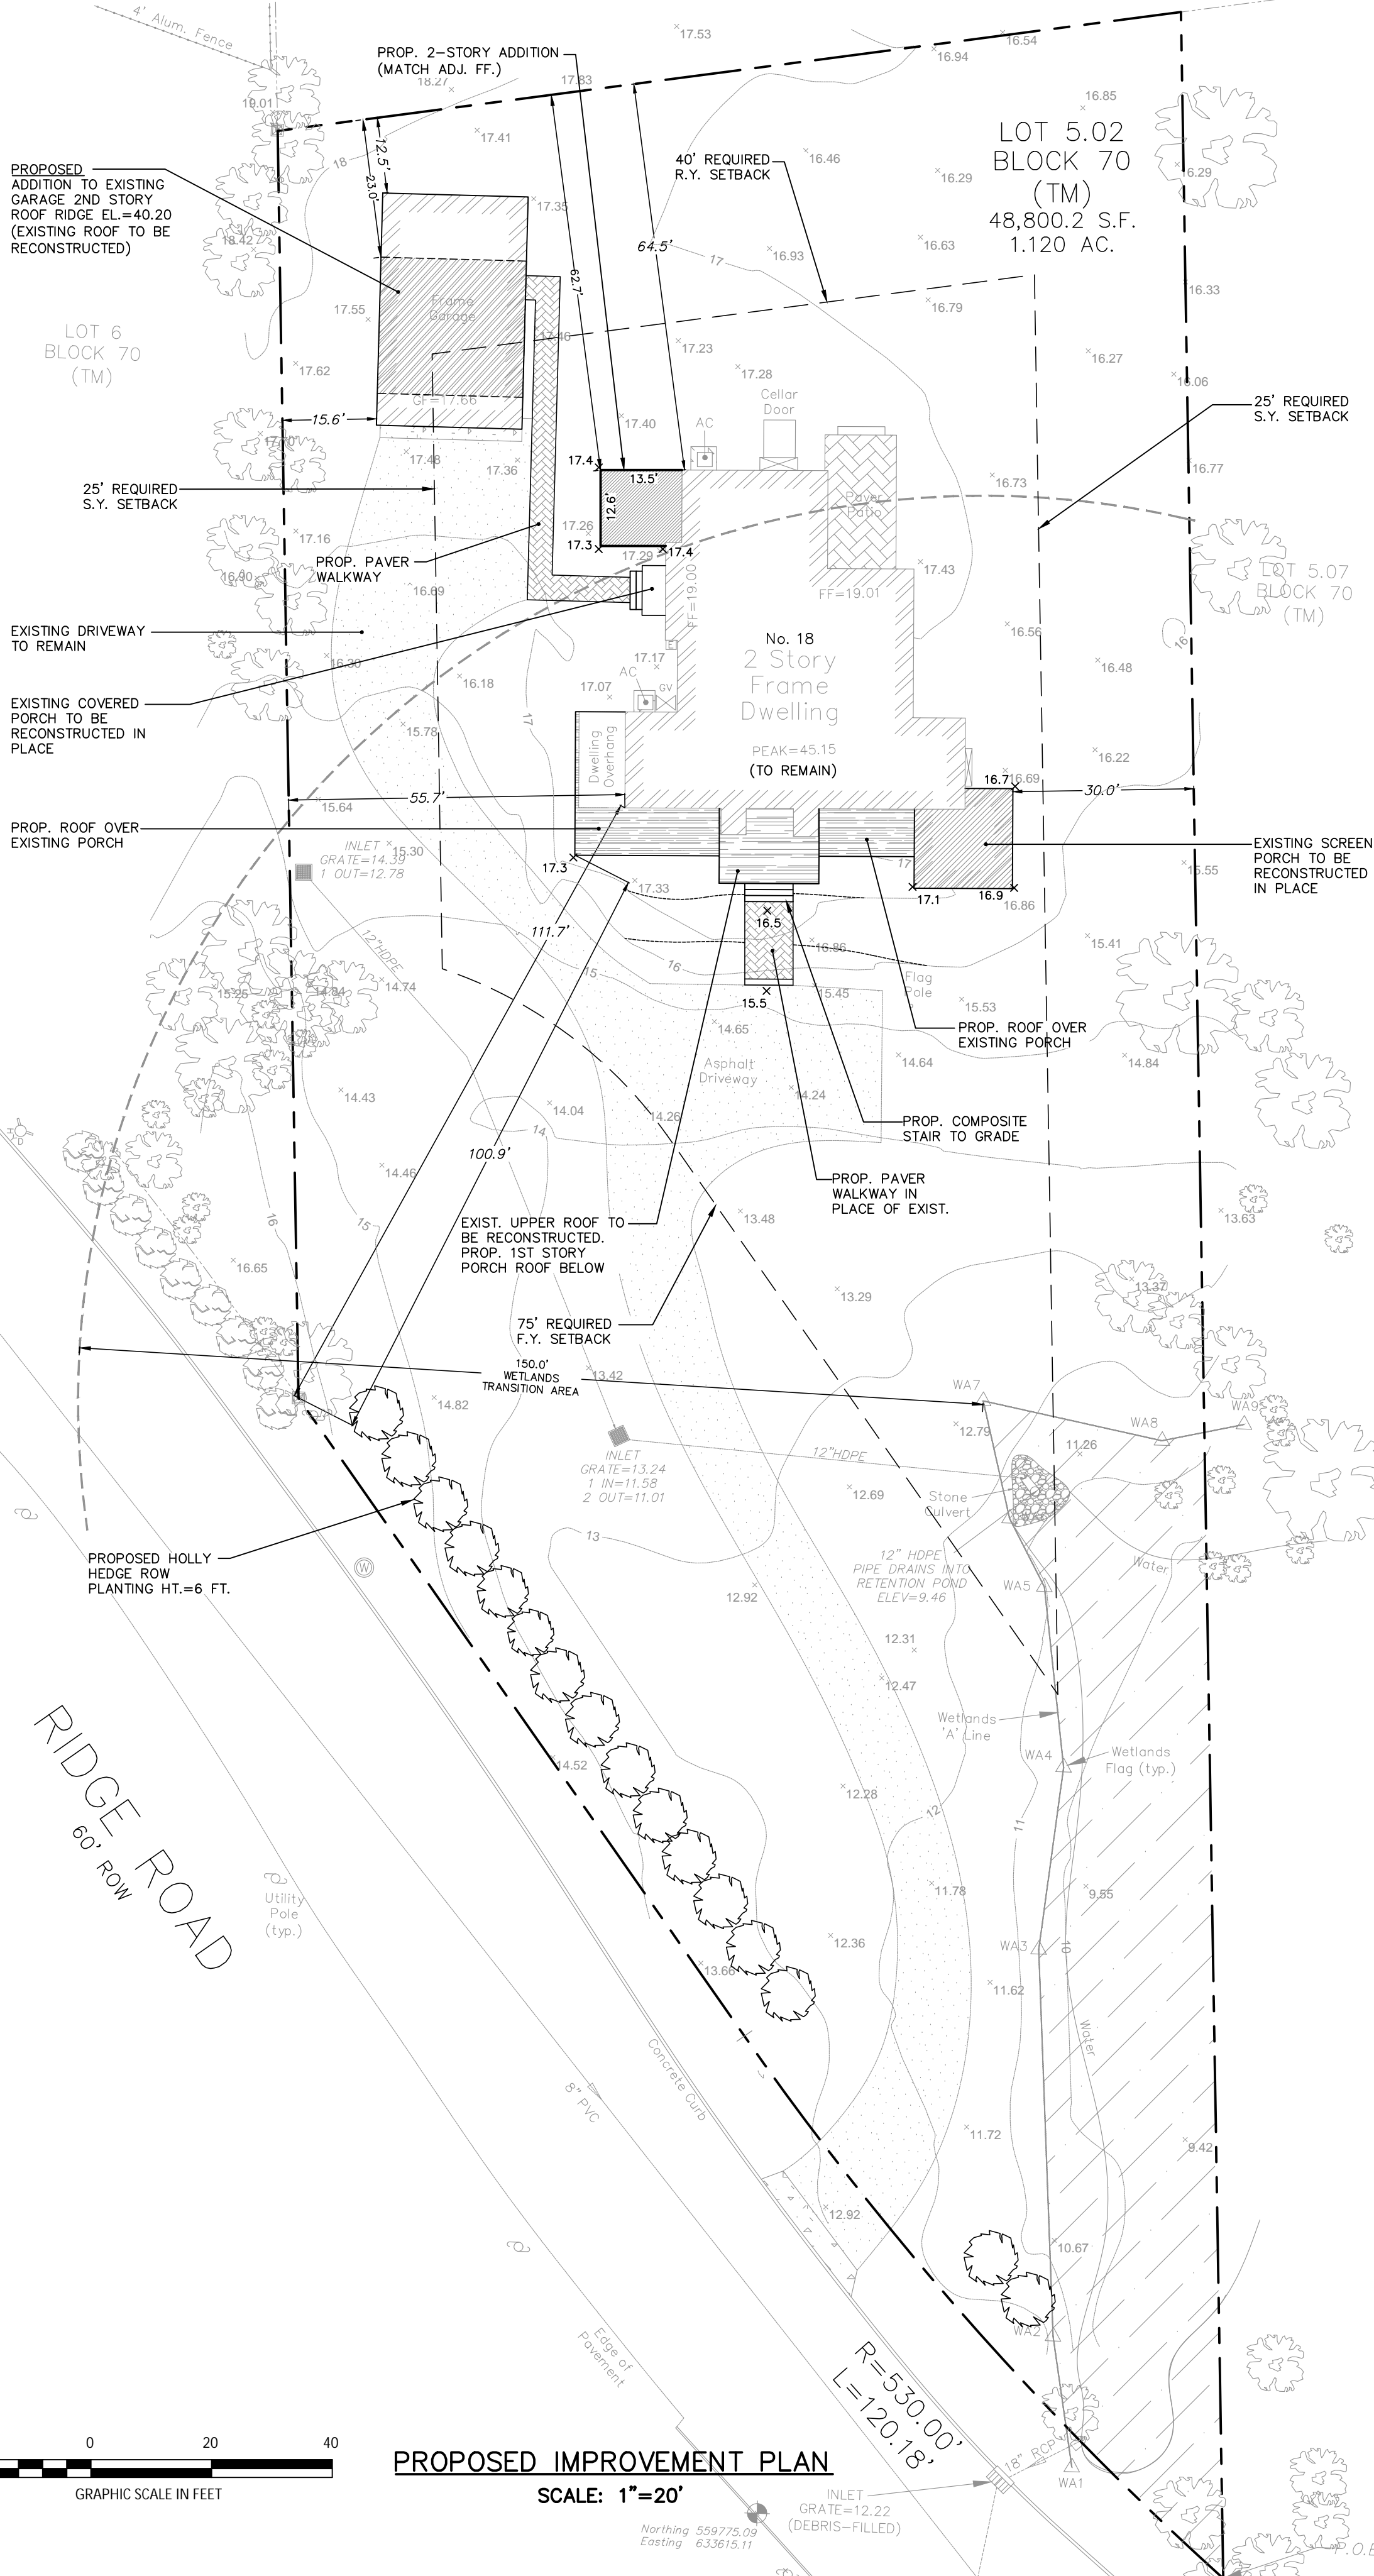 4' Alum. Fence
17.53
16.54
16.94
PROP. 2-STORY ADDITION
(MATCH ADJ. FF.)
18.27
17.83
19.01
16.85
17.41
LOT 5.02
BLOCK 70
(TM)
48,800.2 S.F.
1.120 AC.
18
12.5'
23.0'
16.46
40' REQUIRED
R.Y. SETBACK
16.29
16.29
PROPOSED
ADDITION TO EXISTING
GARAGE 2ND STORY
ROOF RIDGE EL.=40.20
(EXISTING ROOF TO BE
RECONSTRUCTED)
18.42
17.35
64.5'
62.7'
16.93
16.63
17
16.33
Frame
Garage
17.55
16.79
17.46
LOT 6
BLOCK 70
(TM)
17.62
17.23
16.27
17.28
16.06
GF=17.66
Cellar
Door
15.6'
17.40
AC
25' REQUIRED
S.Y. SETBACK
17.70
17.48
17.36
17.4
13.5'
12.6'
16.77
16.73
25' REQUIRED
S.Y. SETBACK
Paver
Patio
17.26
17.3
17.29
17.4
17.16
PROP. PAVER
WALKWAY
16.90
16.69
FF=19.00
FF=19.01
17.43
LOT 5.07
BLOCK 70
(TM)
EXISTING DRIVEWAY
TO REMAIN
16.56
16
16.30
E
No. 18
2 Story
Frame
Dwelling
17.17
AC
GV
16.48
16.18
17.07
EXISTING COVERED
PORCH TO BE
RECONSTRUCTED IN
PLACE
17
15.78
Dwelling
Overhang
PEAK=45.15
(TO REMAIN)
16.22
16.7
16.69
55.7'
30.0'
15.64
PROP. ROOF OVER
EXISTING PORCH
INLET
GRATE=14.39
1 OUT=12.78
15.30
17.3
17
EXISTING SCREEN
PORCH TO BE
RECONSTRUCTED
IN PLACE
15.55
17.33
17.1
16.9
16.86
16.5
111.7'
12"HDPE
16.86
15.41
16
15
15.25
14.84
14.74
15.5
15.45
Flag
Pole
15.53
14.65
PROP. ROOF OVER
EXISTING PORCH
Asphalt
Driveway
14.64
14.84
14.43
14.04
14.26
14.24
PROP. COMPOSITE
STAIR TO GRADE
14
100.9'
14.46
PROP. PAVER
WALKWAY IN
PLACE OF EXIST.
16
15
13.48
13.63
EXIST. UPPER ROOF TO
BE RECONSTRUCTED.
PROP. 1ST STORY
PORCH ROOF BELOW
16.65
13.29
13.37
75' REQUIRED
F.Y. SETBACK
150.0'
WETLANDS
TRANSITION AREA
13.42
14.82
WA7
WA8
WA9
12.79
11.26
12"HDPE
INLET
GRATE=13.24
1 IN=11.58
2 OUT=11.01
12.69
Stone
Culvert
13
12" HDPE
PIPE DRAINS INTO
RETENTION POND
ELEV=9.46
Water
WA5
PROPOSED HOLLY
HEDGE ROW
PLANTING HT.=6 FT.
W
12.92
12.31
12.47
RIDGE ROAD
60' ROW
Wetlands
'A' Line
WA4
Wetlands
Flag (typ.)
14.52
12.28
12
11
11.78
9.55
Utility
Pole
(typ.)
12.36
WA3
10
13.66
11.62
Water
Concrete Curb
8" PVC
11.72
9.42
12.92
10.67
WA2
Edge of
Pavement
R=530.00'
L=120.18'
18" RCP
WA1
0 20 40
GRAPHIC SCALE IN FEET
PROPOSED IMPROVEMENT PLAN
SCALE: 1"=20'
INLET
GRATE=12.22
(DEBRIS-FILLED)
Northing 559775.09
Easting 633615.11